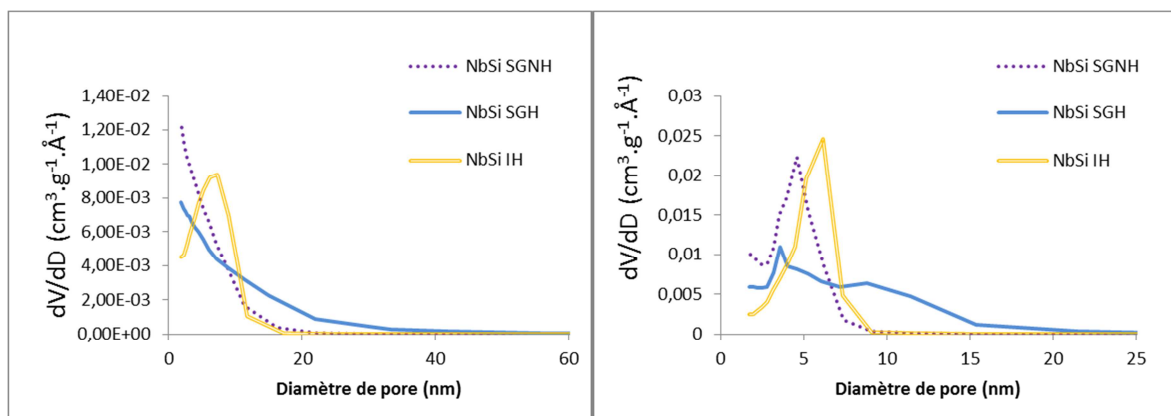 NbSi SGNH
NbSi SGH
NbSi IH
dV/dD (cm³.g⁻¹.Å⁻¹)
1,40E-02
1,20E-02
1,00E-02
8,00E-03
6,00E-03
4,00E-03
2,00E-03
0,00E+00
0 20 40 60
Diamètre de pore (nm)
NbSi SGNH
NbSi SGH
NbSi IH
dV/dD (cm³.g⁻¹.Å⁻¹)
0,03
0,025
0,02
0,015
0,01
0,005
0
0 5 10 15 20 25
Diamètre de pore (nm)